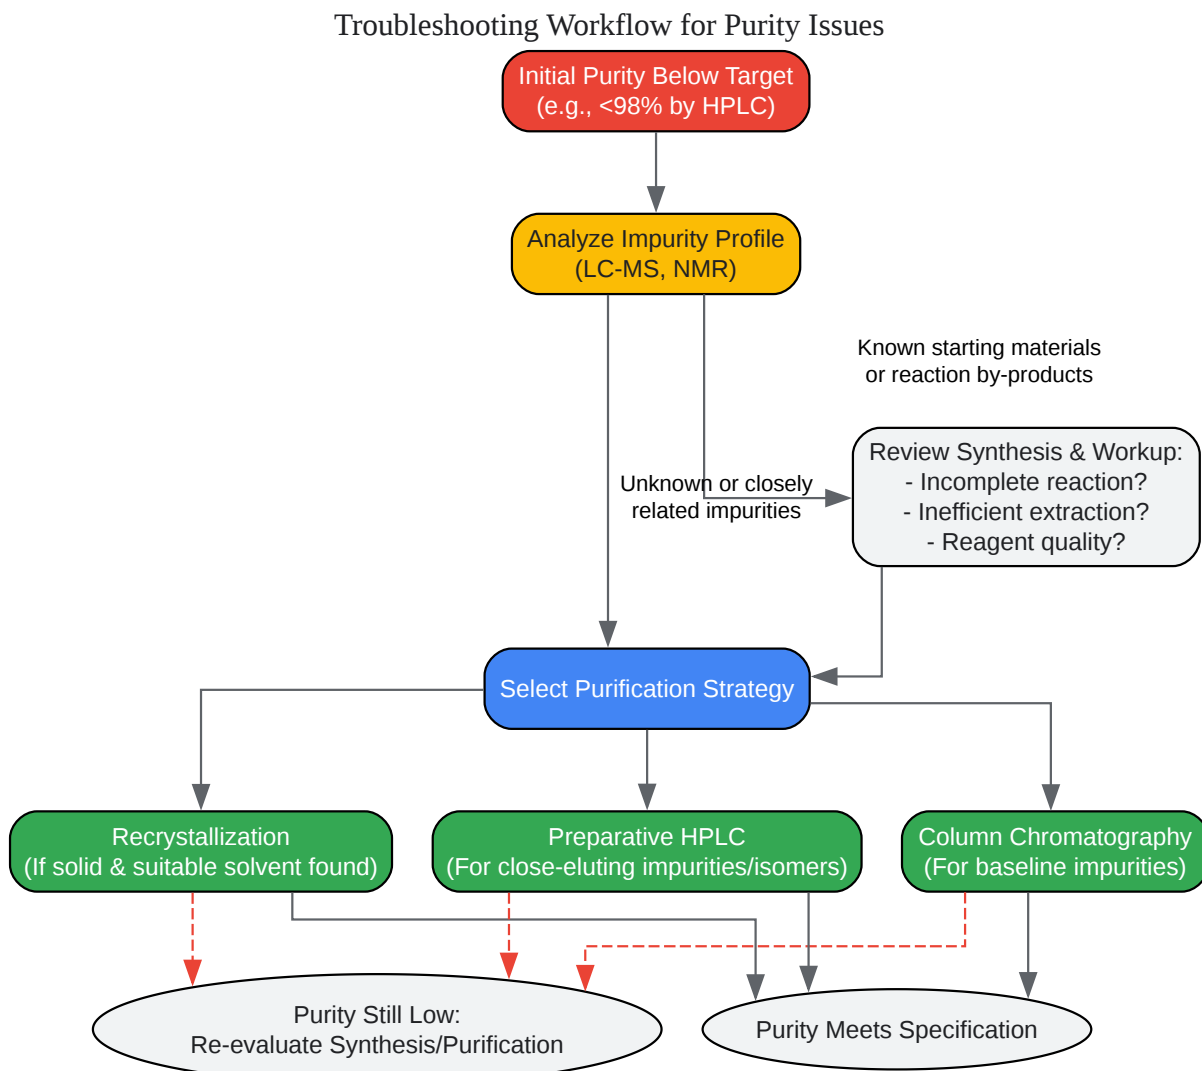 Troubleshooting Workflow for Purity Issues
Initial Purity Below Target
(e.g., <98% by HPLC)
Analyze Impurity Profile
(LC-MS, NMR)
Known starting materials
or reaction by-products
Review Synthesis & Workup:
- Incomplete reaction?
- Inefficient extraction?
- Reagent quality?
Unknown or closely
related impurities
Select Purification Strategy
Recrystallization
(If solid & suitable solvent found)
Preparative HPLC
(For close-eluting impurities/isomers)
Column Chromatography
(For baseline impurities)
Purity Still Low:
Re-evaluate Synthesis/Purification
Purity Meets Specification